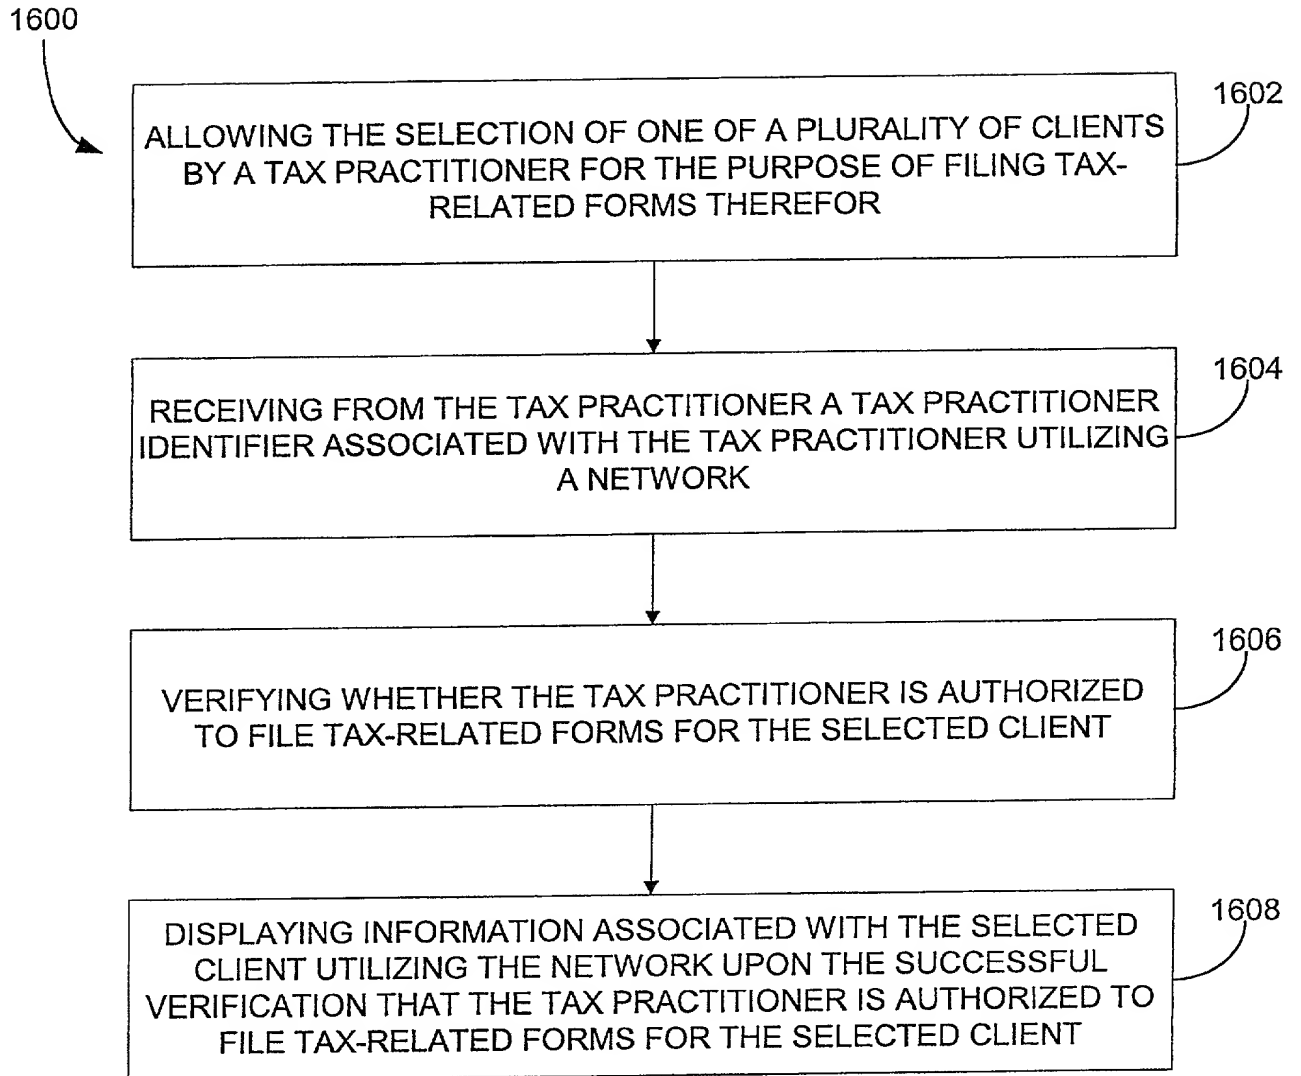 1600
1602
ALLOWING THE SELECTION OF ONE OF A PLURALITY OF CLIENTS
BY A TAX PRACTITIONER FOR THE PURPOSE OF FILING TAX-
RELATED FORMS THEREFOR
1604
RECEIVING FROM THE TAX PRACTITIONER A TAX PRACTITIONER
IDENTIFIER ASSOCIATED WITH THE TAX PRACTITIONER UTILIZING
A NETWORK
1606
VERIFYING WHETHER THE TAX PRACTITIONER IS AUTHORIZED
TO FILE TAX-RELATED FORMS FOR THE SELECTED CLIENT
1608
DISPLAYING INFORMATION ASSOCIATED WITH THE SELECTED
CLIENT UTILIZING THE NETWORK UPON THE SUCCESSFUL
VERIFICATION THAT THE TAX PRACTITIONER IS AUTHORIZED TO
FILE TAX-RELATED FORMS FOR THE SELECTED CLIENT